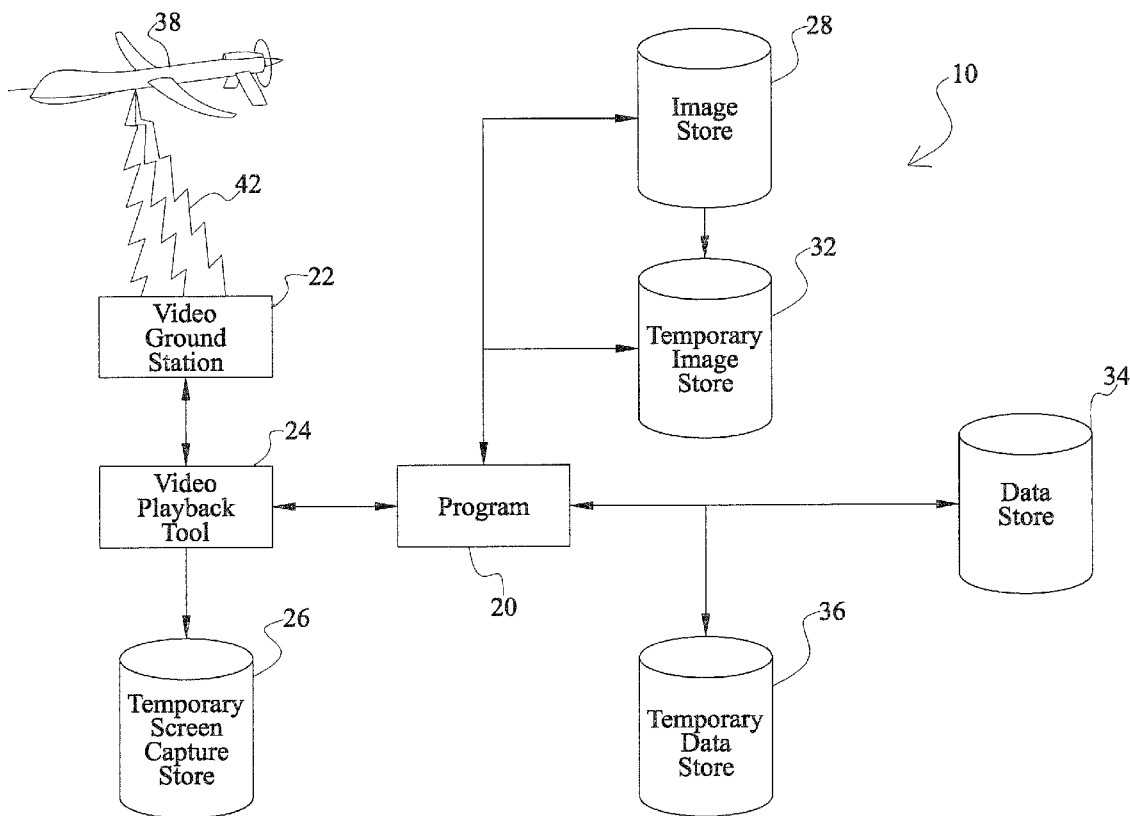 38
28
10
Image
Store
42
32
22
Video
Ground
Station
Temporary
Image
Store
34
24
Video
Playback
Tool
Program
Data
Store
20
26
36
Temporary
Screen
Capture
Store
Temporary
Data
Store